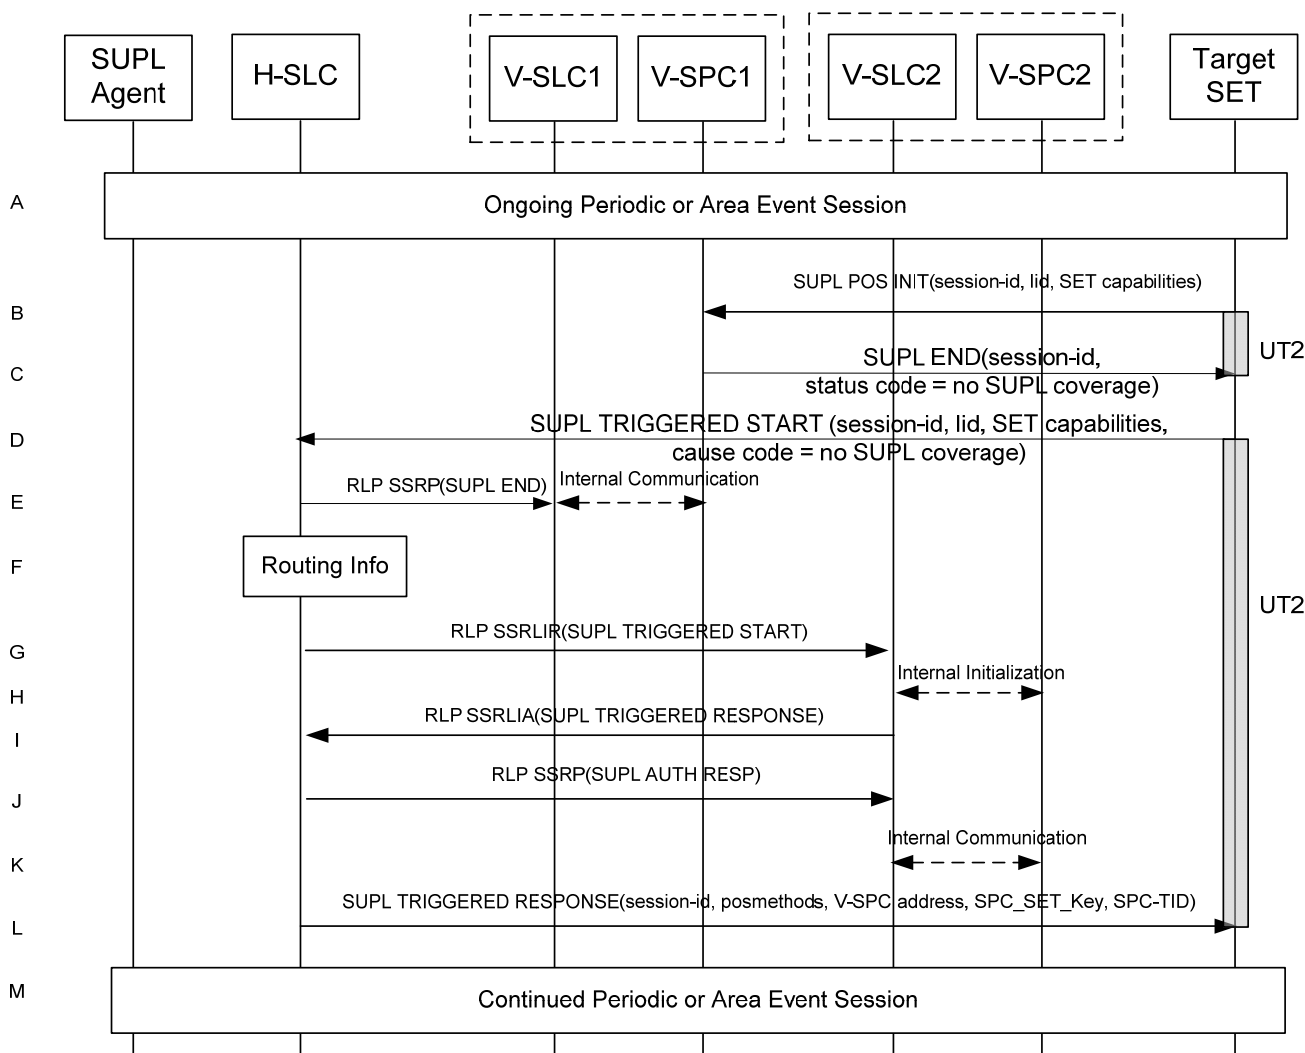 SUPL
Agent
H-SLC
V-SLC1
V-SPC1
V-SLC2
V-SPC2
Target
SET
A
Ongoing Periodic or Area Event Session
SUPL POS INIT(session-id, lid, SET capabilities)
B
UT2
SUPL END(session-id,
C
status code = no SUPL coverage)
SUPL TRIGGERED START (session-id, lid, SET capabilities,
D
cause code = no SUPL coverage)
RLP SSRP(SUPL END)
Internal Communication
E
F
Routing Info
UT2
RLP SSRLIR(SUPL TRIGGERED START)
G
Internal Initialization
H
RLP SSRLIA(SUPL TRIGGERED RESPONSE)
I
RLP SSRP(SUPL AUTH RESP)
J
Internal Communication
K
SUPL TRIGGERED RESPONSE(session-id, posmethods, V-SPC address, SPC_SET_Key, SPC-TID)
L
M
Continued Periodic or Area Event Session